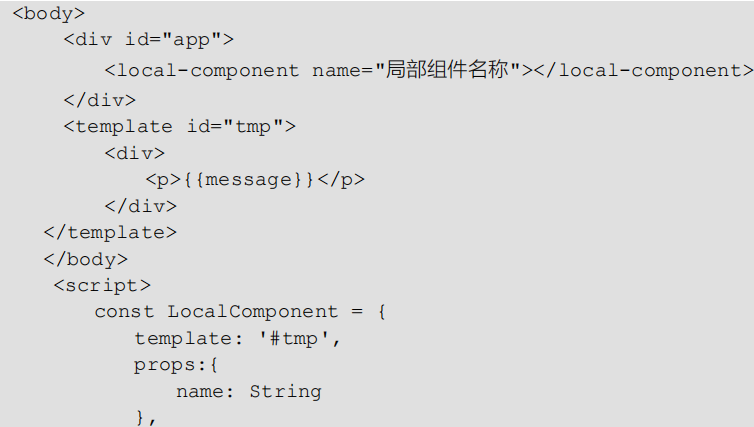 <body>
<div id="app">
<local-component name="局部组件名称"></local-component>
</div>
<template id="tmp">
<div>
<p>{{message}}</p>
</div>
</template>
</body>
<script>
const LocalComponent = {
template: '#tmp',
props:{
name: String
},